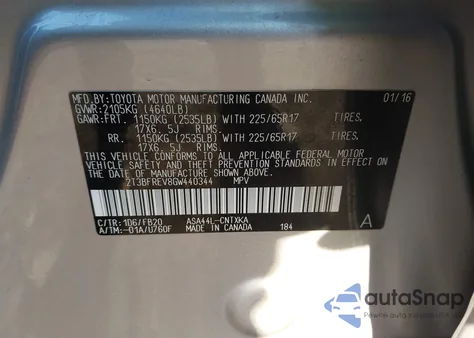 MFD.BY:TOYOTA MOTOR MANUFACTURING CANADA INC. 01/16
GVWR:2105KG (4640LB)
GAWR:FRT. 1150KG (2535LB) WITH 225/65R17 TIRES.
17X6.5J RIMS.
RR. 1150KG (2535LB) WITH 225/65R17 TIRES.
17X6.5J RIMS.
THIS VEHICLE CONFORMS TO ALL APPLICABLE FEDERAL MOTOR
VEHICLE SAFETY AND THEFT PREVENTION STANDARDS IN EFFECT
ON THE DATE OF MANUFACTURE SHOWN ABOVE.
2T3BFREV8GW440344 MPV
C/TR:1D6/FB20 ASA44L-CNTXKA A
A/TM:-01A/U760F MADE IN CANADA 184
autoSnap